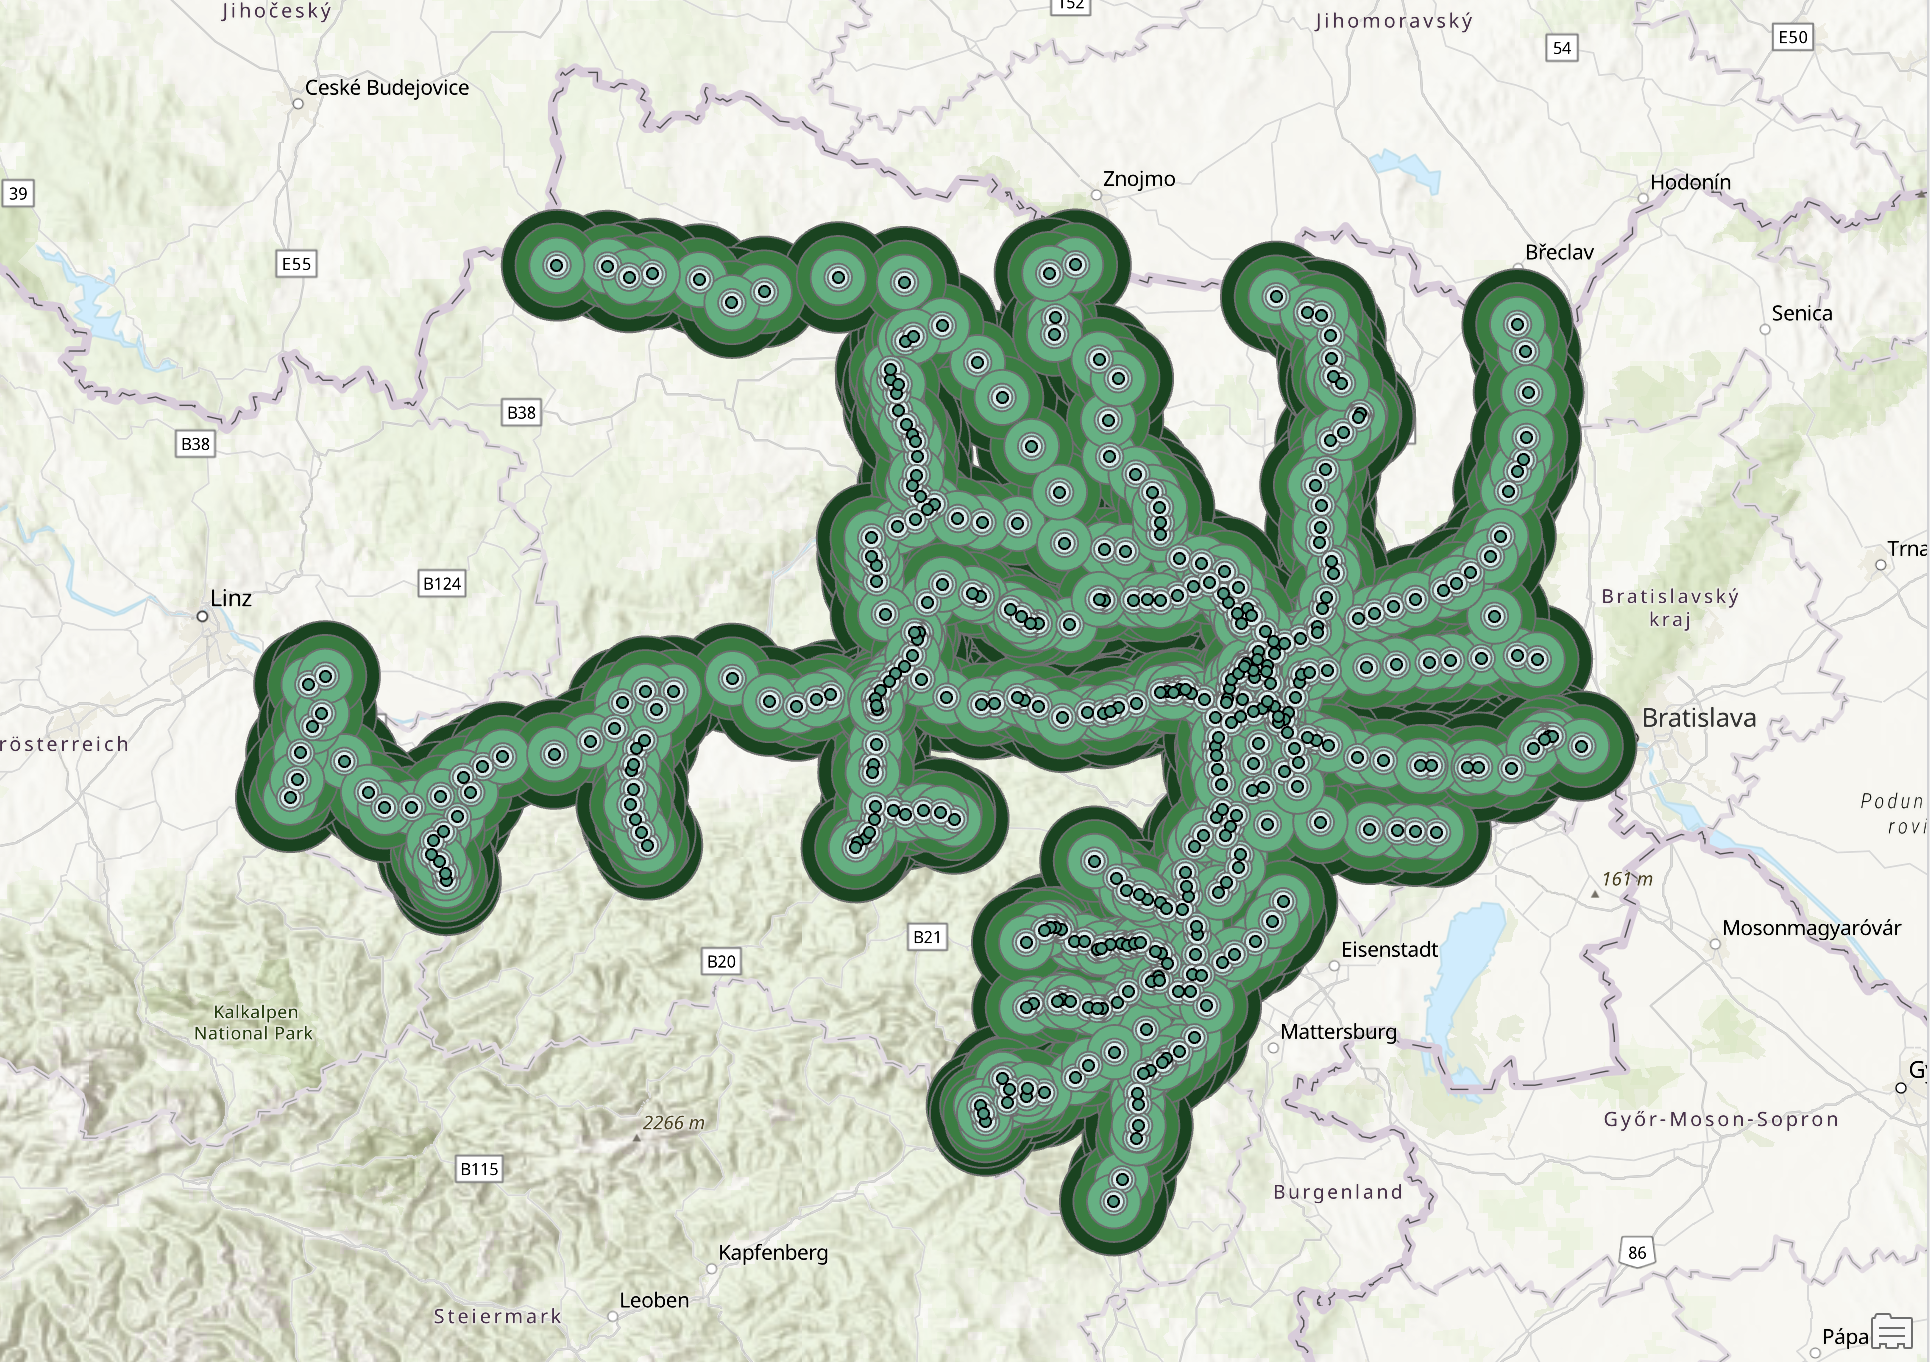 Jihočeský
152
Jihomoravský
54
E50
České Budejovice
Znojmo
39
Hodonín
E55
Břeclav
Senica
B38
B38
Trna
B124
Linz
Bratislavský
kraj
Bratislava
rösterreich
Podun
rovi
161 m
B21
Eisenstadt
Mosonmagyaróvár
B20
Kalkalpen
National Park
Mattersburg
G
2266 m
Győr-Moson-Sopron
B115
Burgenland
Kapfenberg
86
Leoben
Steiermark
Pápa